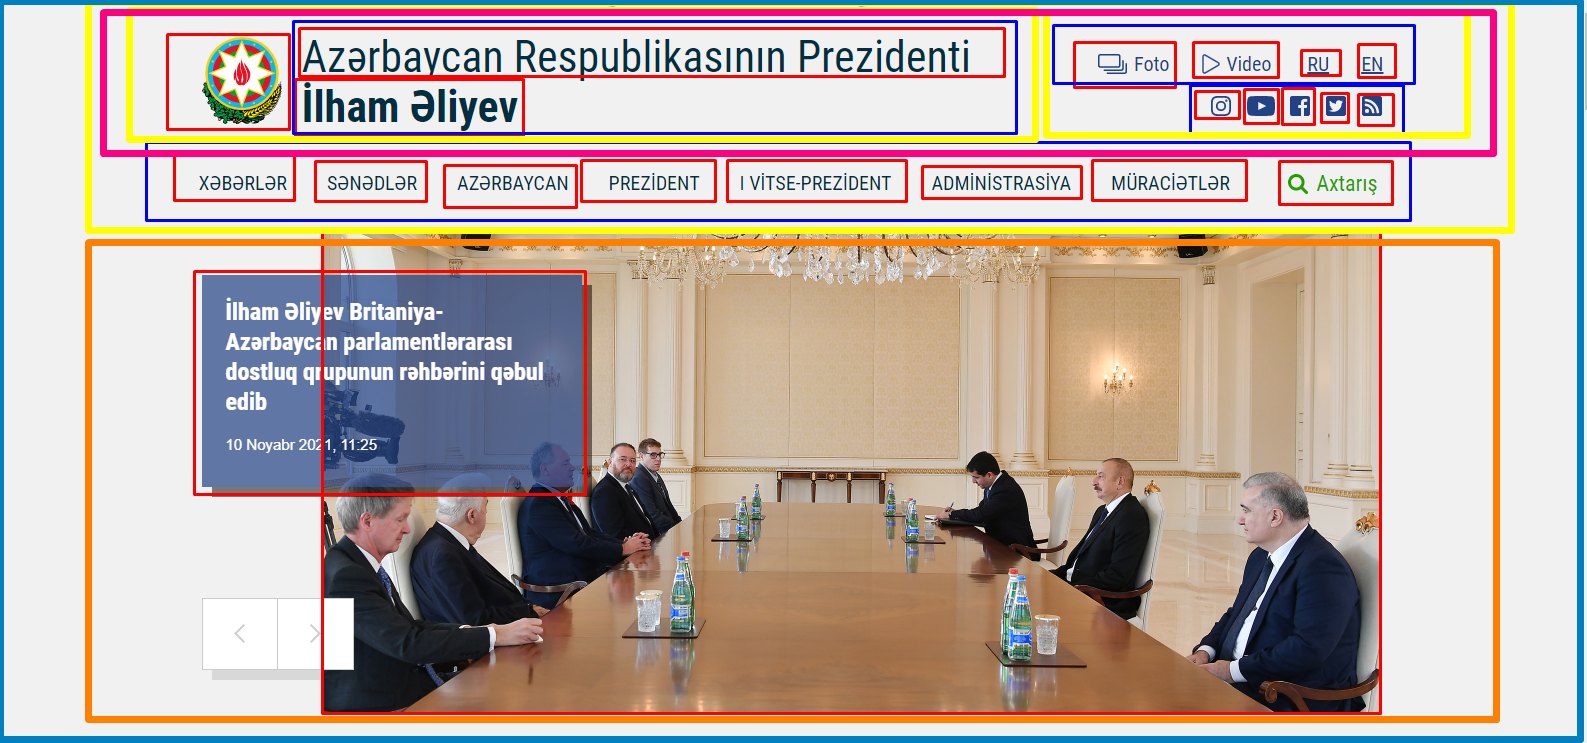 Azərbaycan Respublikasının Prezidenti
İlham Əliyev
Foto Video RU EN
XƏBƏRLƏR SƏNƏDLƏR AZƏRBAYCAN PREZİDENT I VİTSE-PREZİDENT ADMİNİSTRASİYA MÜRACİƏTLƏR Axtarış
İlham Əliyev Britaniya-
Azərbaycan parlamentlərarası
dostluq qrupunun rəhbərini qəbul
edib
10 Noyabr 2021, 11:25